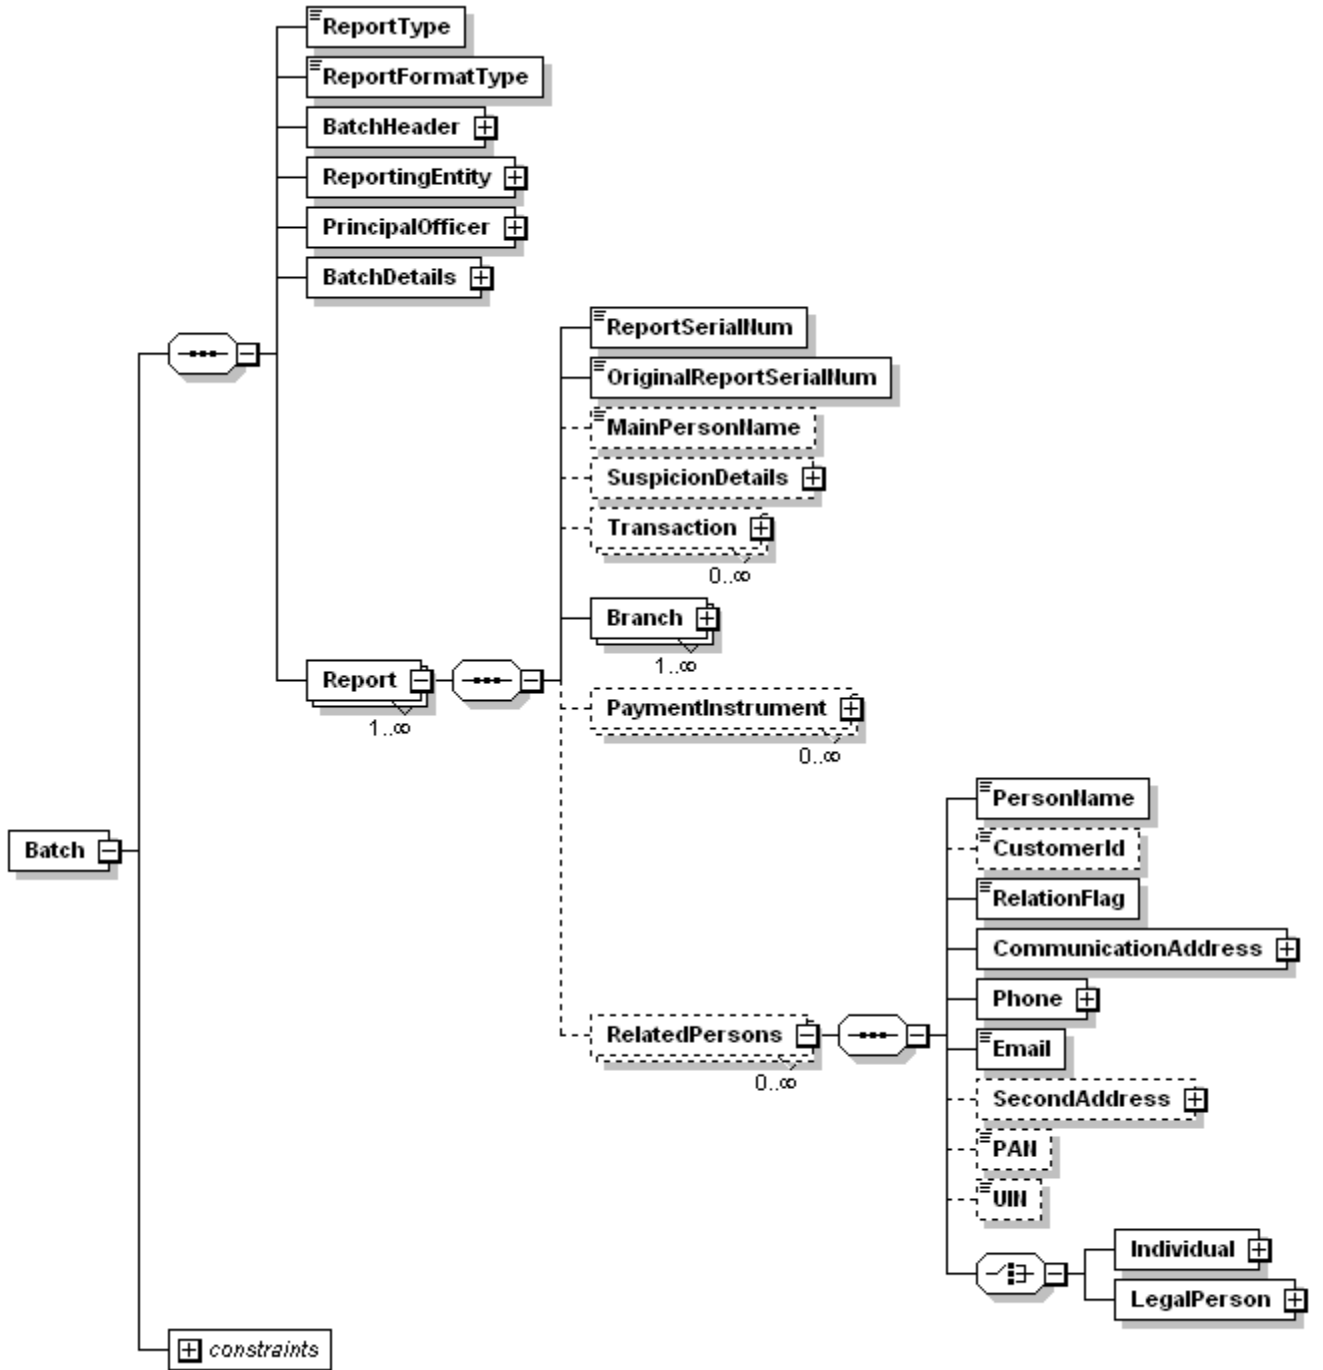 ReportType
ReportFormatType
BatchHeader
ReportingEntity
PrincipalOfficer
BatchDetails
ReportSerialNum
OriginalReportSerialNum
MainPersonName
SuspicionDetails
Transaction
0..∞
Branch
1..∞
Report
1..∞
PaymentInstrument
0..∞
PersonName
Batch
CustomerId
RelationFlag
CommunicationAddress
Phone
RelatedPersons
0..∞
Email
SecondAddress
PAN
UIN
Individual
LegalPerson
constraints